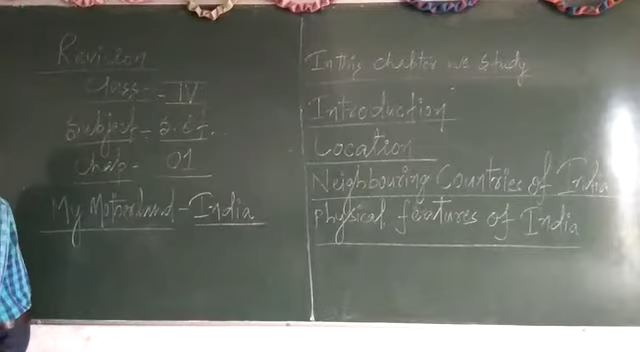 Revision
Class - IV
Subject - S.St.
Chap - 01
My Motherland - India
In this chapter we study
Introduction
Location
Neighbouring Countries of India
Physical features of India